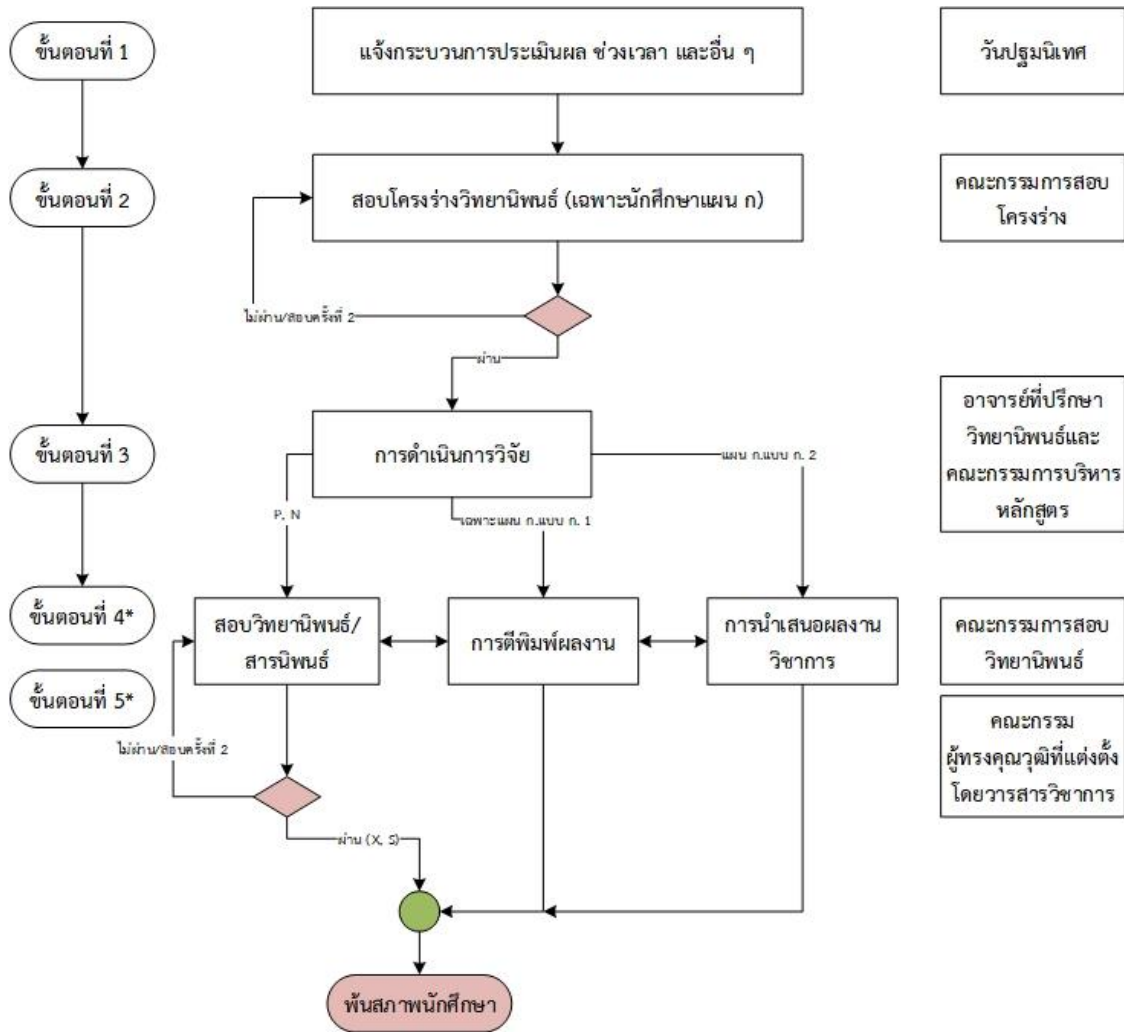 ขั้นตอนที่ 1
แจ้งกระบวนการประเมินผล ช่วงเวลา และอื่น ๆ
วันปฐมนิเทศ
ขั้นตอนที่ 2
สอบโครงร่างวิทยานิพนธ์ (เฉพาะนักศึกษาแผน ก)
คณะกรรมการสอบ
โครงร่าง
ไม่ผ่าน/สอบครั้งที่ 2
ผ่าน
ขั้นตอนที่ 3
การดำเนินการวิจัย
แผน ก.แบบ ก. 2
อาจารย์ที่ปรึกษา
วิทยานิพนธ์และ
คณะกรรมการบริหาร
หลักสูตร
P, N
เฉพาะแผน ก.แบบ ก. 1
ขั้นตอนที่ 4*
สอบวิทยานิพนธ์/
สารนิพนธ์
การตีพิมพ์ผลงาน
การนำเสนอผลงาน
วิชาการ
คณะกรรมการสอบ
วิทยานิพนธ์
ขั้นตอนที่ 5*
คณะกรรม
ผู้ทรงคุณวุฒิที่แต่งตั้ง
โดยวารสารวิชาการ
ไม่ผ่าน/สอบครั้งที่ 2
ผ่าน (X, S)
พ้นสภาพนักศึกษา